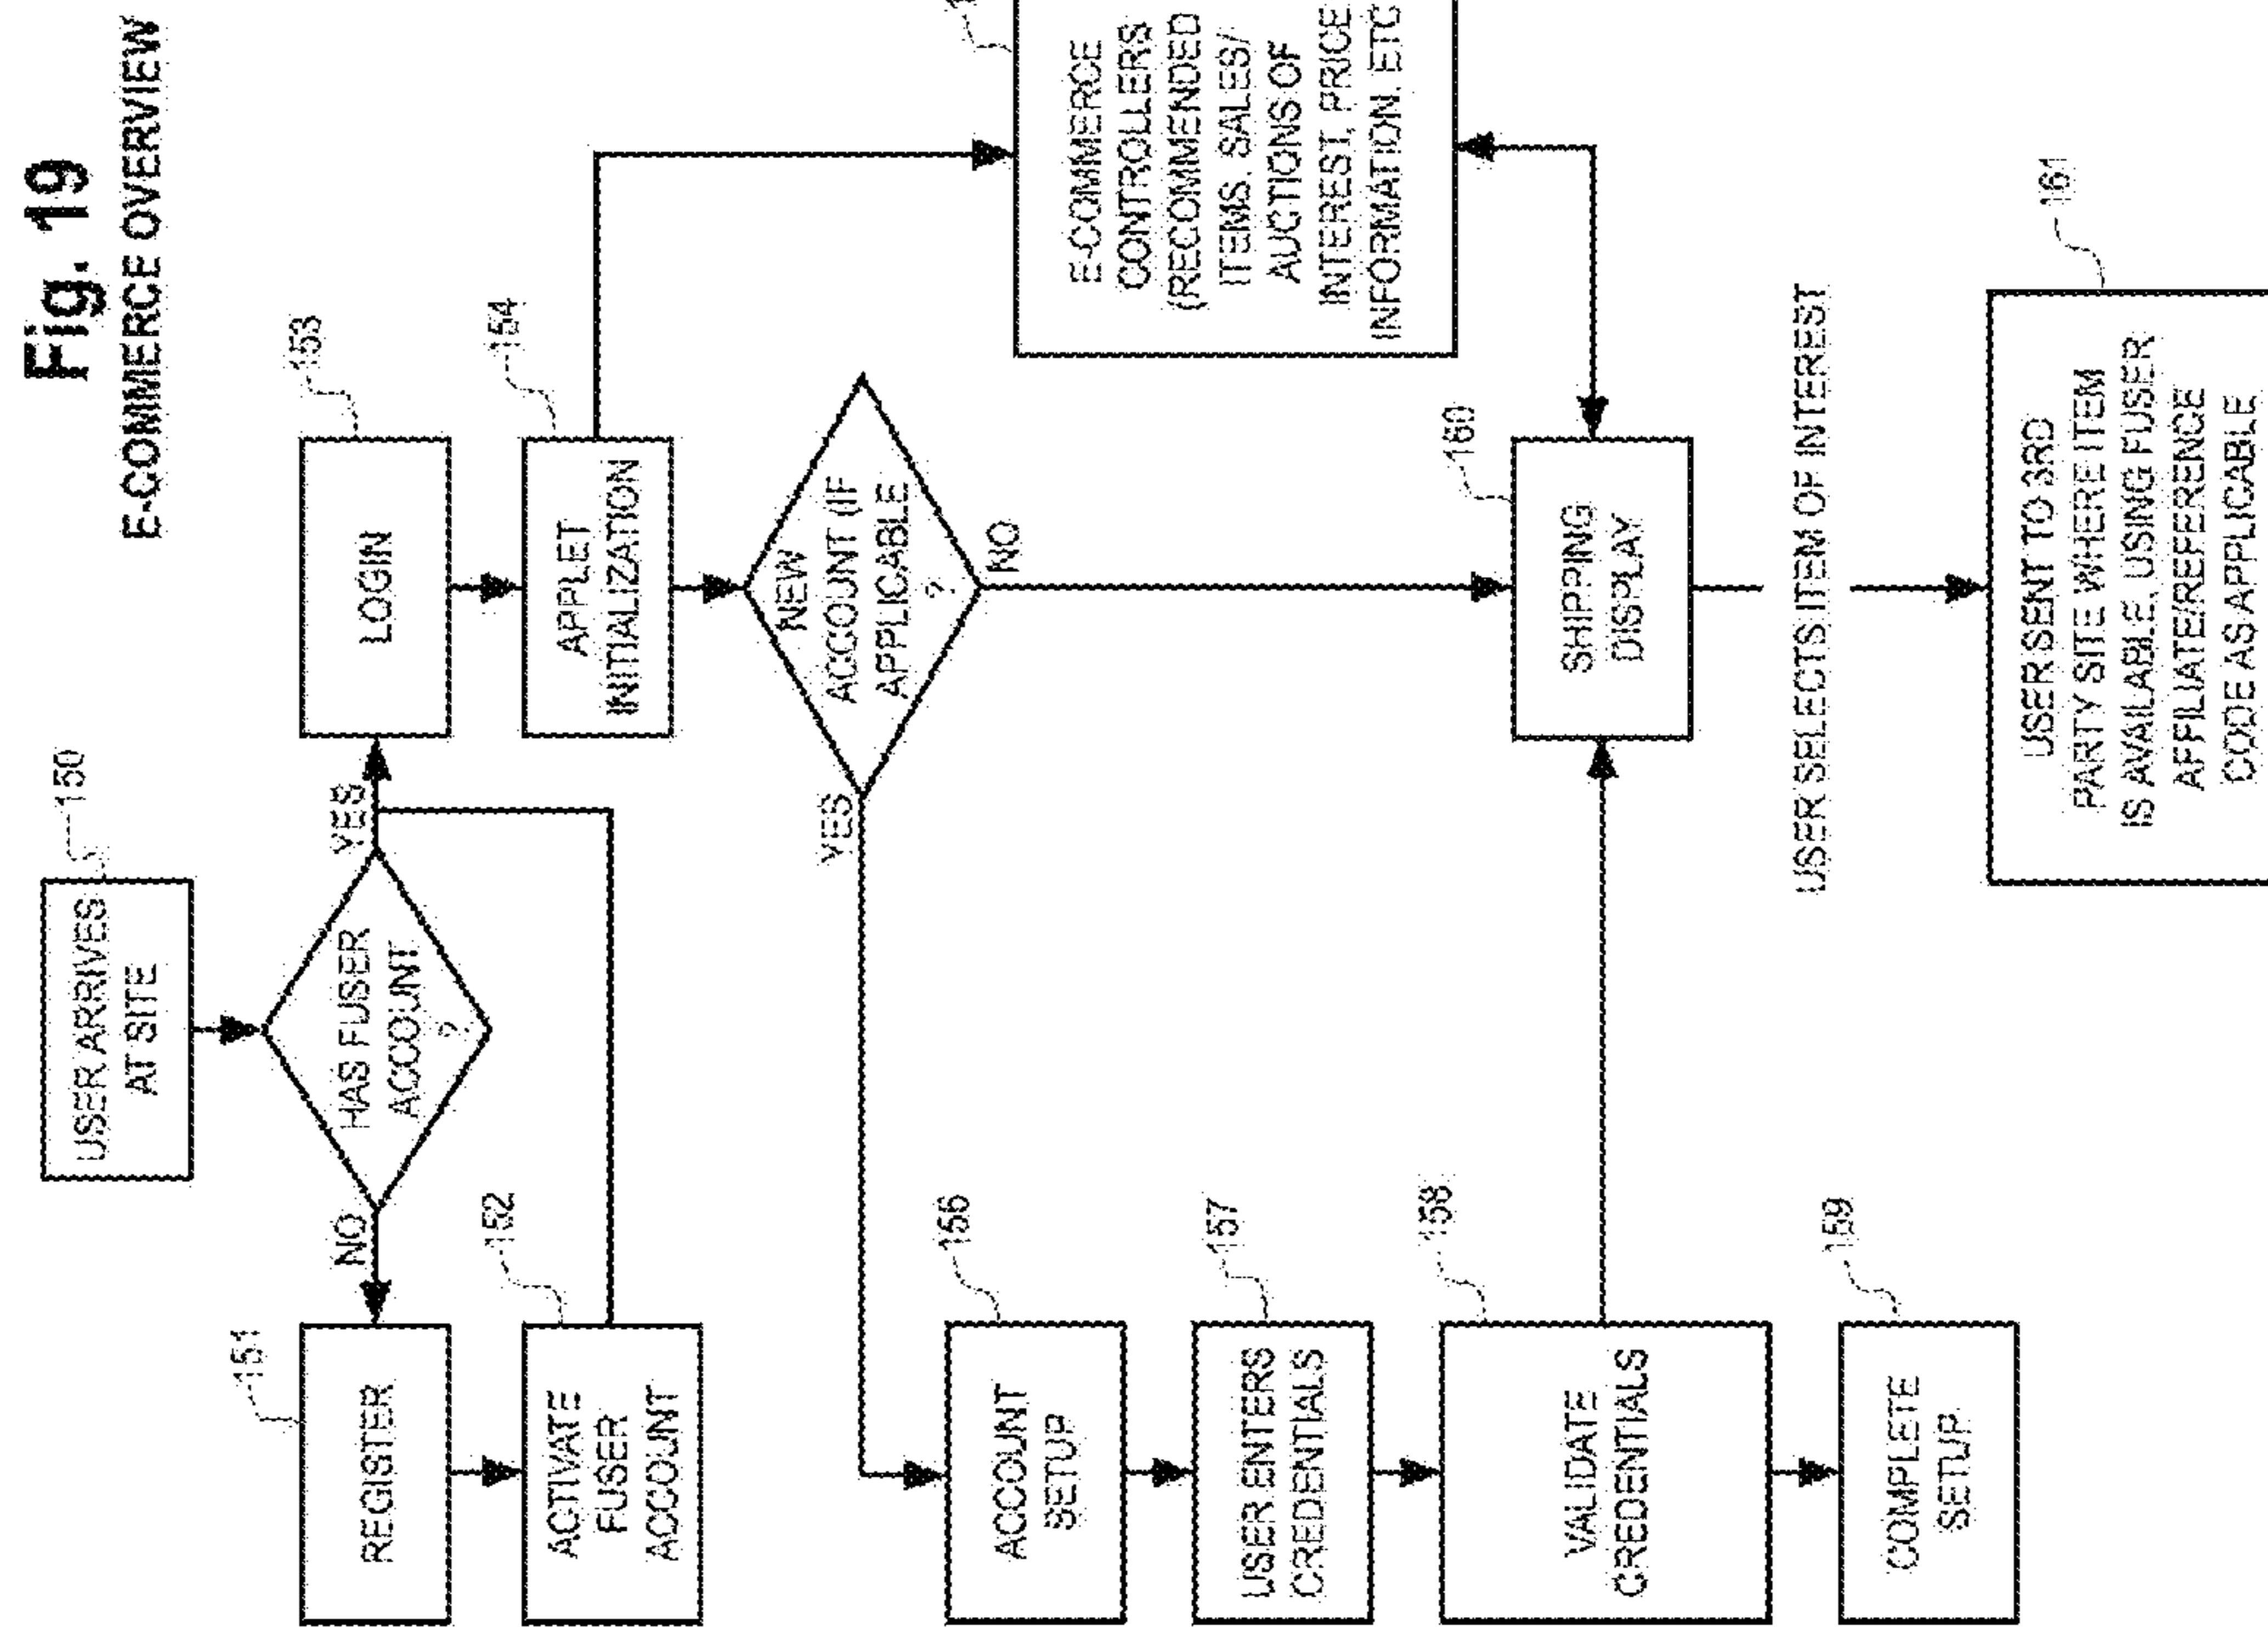 Fig. 19
E-COMMERCE OVERVIEW
150
USER ARRIVES
AT SITE
HAS FUSER
ACCOUNT
?
NO
YES
151
REGISTER
152
ACTIVATE
FUSER
ACCOUNT
153
LOGIN
154
APPLET
INITIALIZATION
NEW
ACCOUNT (IF
APPLICABLE
?
YES
NO
E-COMMERCE
CONTROLLERS
(RECOMMENDED
ITEMS, SALES/
AUCTIONS OF
INTEREST, PRICE
INFORMATION, ETC
156
ACCOUNT
SETUP
157
USER ENTERS
CREDENTIALS
158
VALIDATE
CREDENTIALS
159
COMPLETE
SETUP
160
SHIPPING
DISPLAY
USER SELECTS ITEM OF INTEREST
161
USER SENT TO 3RD
PARTY SITE WHERE ITEM
IS AVAILABLE, USING FUSER
AFFILIATE/REFERENCE
CODE AS APPLICABLE